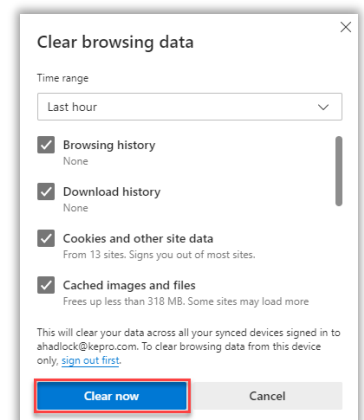 Clear browsing data
Time range
Last hour
Browsing history
None
Download history
None
Cookies and other site data
From 13 sites. Signs you out of most sites.
Cached images and files
Frees up less than 318 MB. Some sites may load more
This will clear your data across all your synced devices signed in to
ahadlock@kepro.com. To clear browsing data from this device
only, sign out first.
Clear now
Cancel